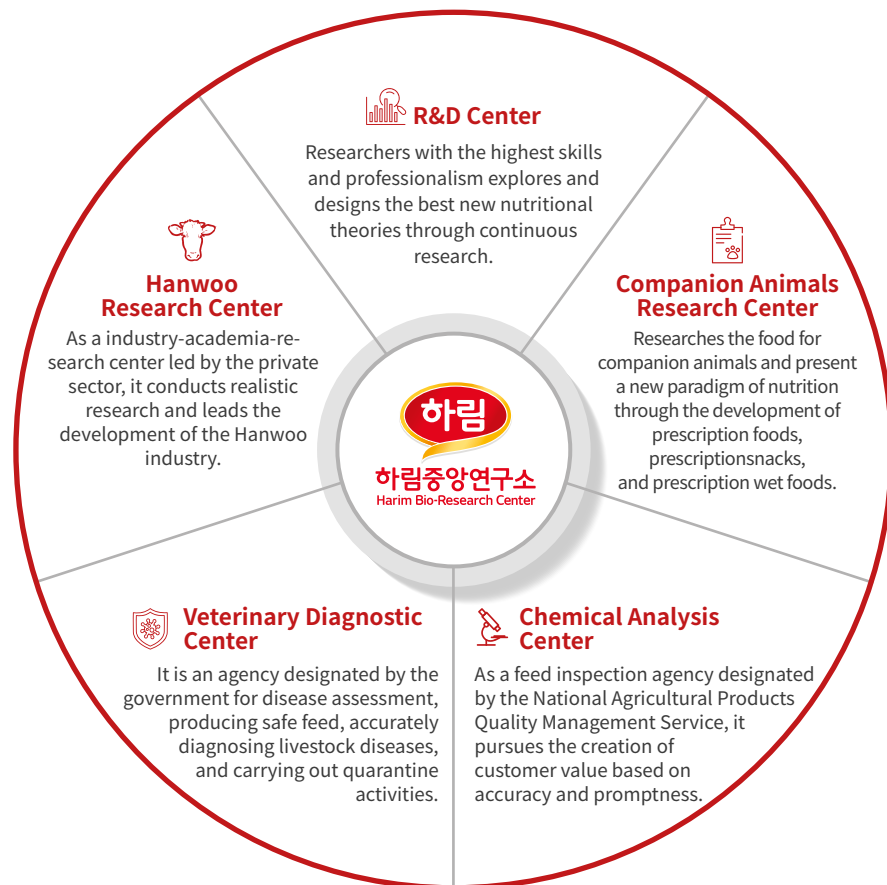 R&D Center
Researchers with the highest skills
and professionalism explores and
designs the best new nutritional
theories through continuous
research.
Hanwoo
Research Center
As a industry-academia-re-
search center led by the private
sector, it conducts realistic
research and leads the
development of the Hanwoo
industry.
Companion Animals
Research Center
Researches the food for
companion animals and present
a new paradigm of nutrition
through the development of
prescription foods,
prescriptionsnacks,
and prescription wet foods.
하림
하림중앙연구소
Harim Bio-Research Center
Veterinary Diagnostic
Center
It is an agency designated by the
government for disease assessment,
producing safe feed, accurately
diagnosing livestock diseases,
and carrying out quarantine
activities.
Chemical Analysis
Center
As a feed inspection agency designated
by the National Agricultural Products
Quality Management Service, it
pursues the creation of
customer value based on
accuracy and promptness.